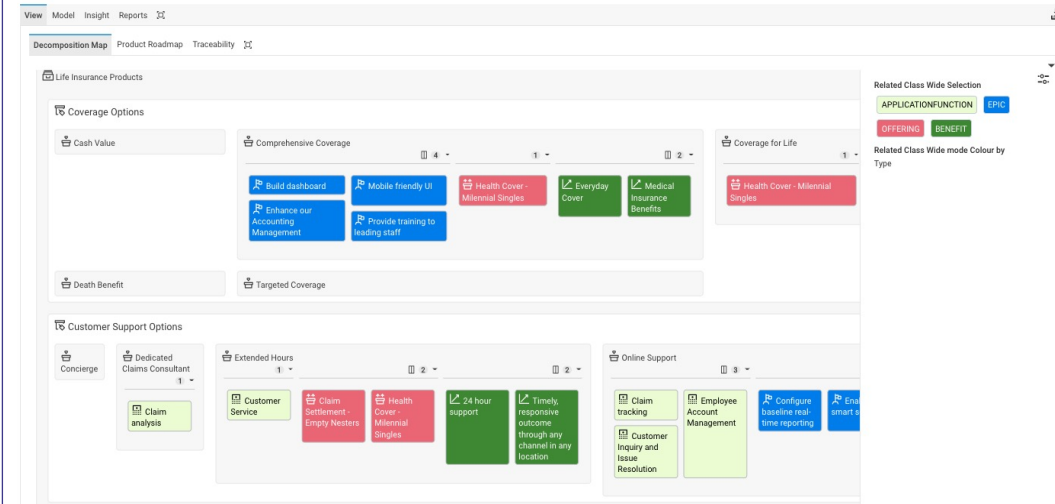 View Model Insight Reports
Decomposition Map Product Roadmap Traceability
Life Insurance Products
Coverage Options
Cash Value
Comprehensive Coverage
4 1 2
Build dashboard
Mobile friendly UI
Enhance our
Accounting
Management
Provide training to
leading staff
Health Cover -
Milennial Singles
Everyday
Cover
Medical
Insurance
Benefits
Coverage for Life
1
Health Cover - Milennial
Singles
Death Benefit
Targeted Coverage
Customer Support Options
Concierge
Dedicated
Claims Consultant
1
Claim
analysis
Extended Hours
1 2 2
Customer
Service
Claim
Settlement -
Empty Nesters
Health
Cover -
Milennial
Singles
24 hour
support
Timely,
responsive
outcome
through any
channel in any
location
Online Support
3
Claim
tracking
Employee
Account
Management
Customer
Inquiry and
Issue
Resolution
Configure
baseline real-
time reporting
Related Class Wide Selection
APPLICATIONFUNCTION EPIC
OFFERING BENEFIT
Related Class Wide mode Colour by
Type